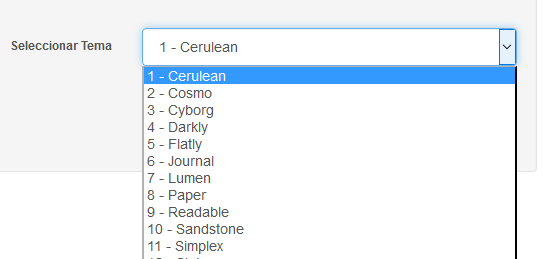 Seleccionar Tema 1 - Cerulean
1 - Cerulean
2 - Cosmo
3 - Cyborg
4 - Darkly
5 - Flatly
6 - Journal
7 - Lumen
8 - Paper
9 - Readable
10 - Sandstone
11 - Simplex